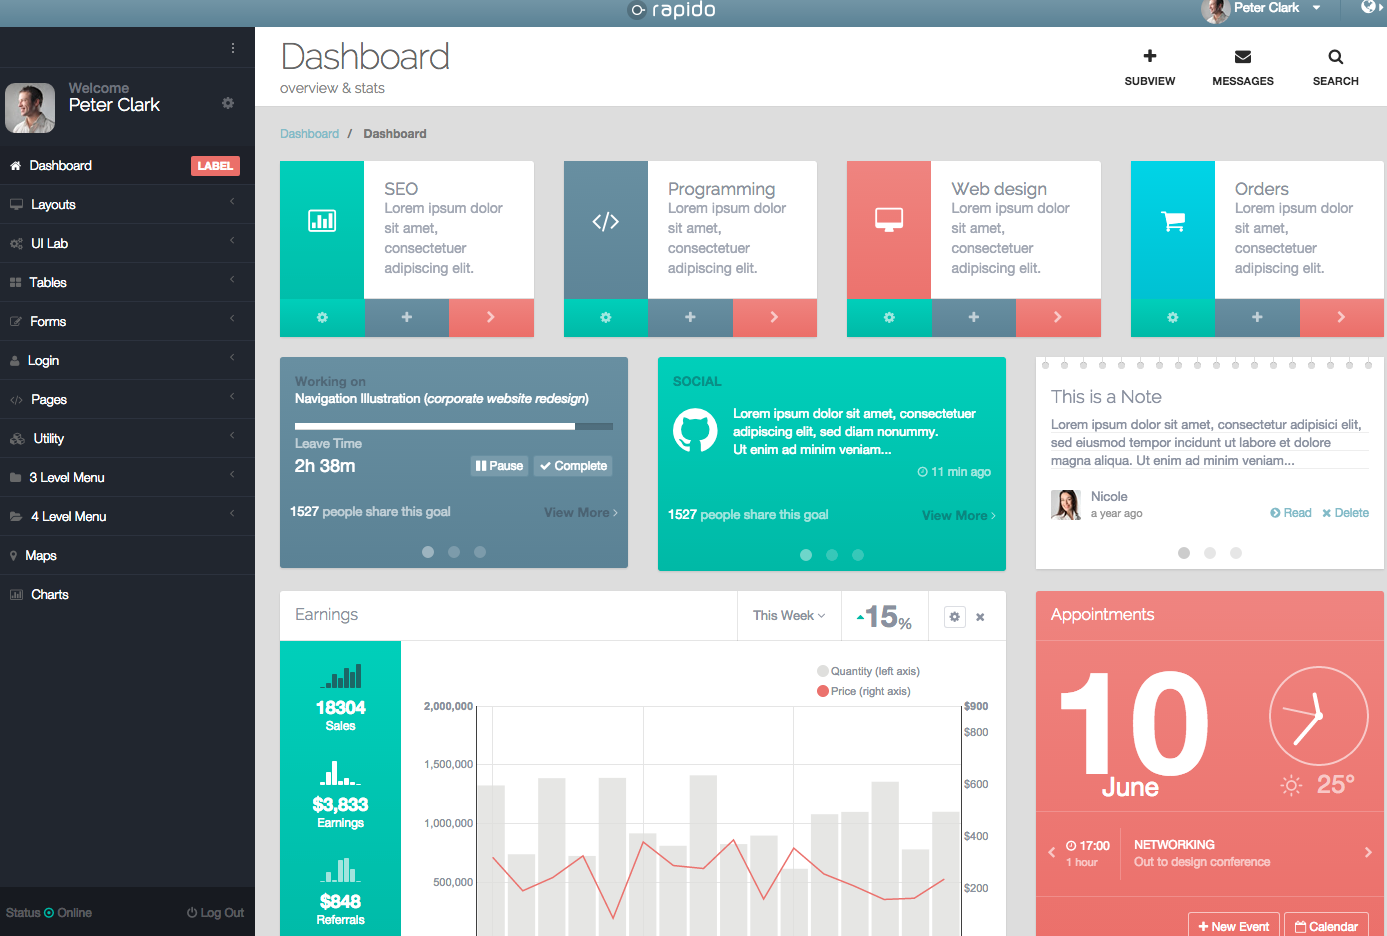 rapido
Peter Clark
Welcome
Peter Clark
Dashboard
LABEL
Layouts
UI Lab
Tables
Forms
Login
Pages
Utility
3 Level Menu
4 Level Menu
Maps
Charts
Status Online
Log Out
Dashboard
overview & stats
SUBVIEW
MESSAGES
SEARCH
Dashboard / Dashboard
SEO
Lorem ipsum dolor
sit amet,
consectetuer
adipiscing elit.
Programming
Lorem ipsum dolor
sit amet,
consectetuer
adipiscing elit.
Web design
Lorem ipsum dolor
sit amet,
consectetuer
adipiscing elit.
Orders
Lorem ipsum dolor
sit amet,
consectetuer
adipiscing elit.
Working on
Navigation Illustration (corporate website redesign)
Leave Time
2h 38m
Pause
Complete
1527 people share this goal
View More
SOCIAL
Lorem ipsum dolor sit amet, consectetuer
adipiscing elit, sed diam nonummy.
Ut enim ad minim veniam...
11 min ago
1527 people share this goal
View More
This is a Note
Lorem ipsum dolor sit amet, consectetur adipisici elit,
sed eiusmod tempor incidunt ut labore et dolore
magna aliqua. Ut enim ad minim veniam...
Nicole
a year ago
Read
Delete
Earnings
This Week
15%
18304
Sales
$3,833
Earnings
$848
Referrals
Quantity (left axis)
Price (right axis)
2,000,000
1,500,000
1,000,000
500,000
$900
$800
$600
$400
$200
Appointments
10
June
25°
17:00
1 hour
NETWORKING
Out to design conference
New Event
Calendar